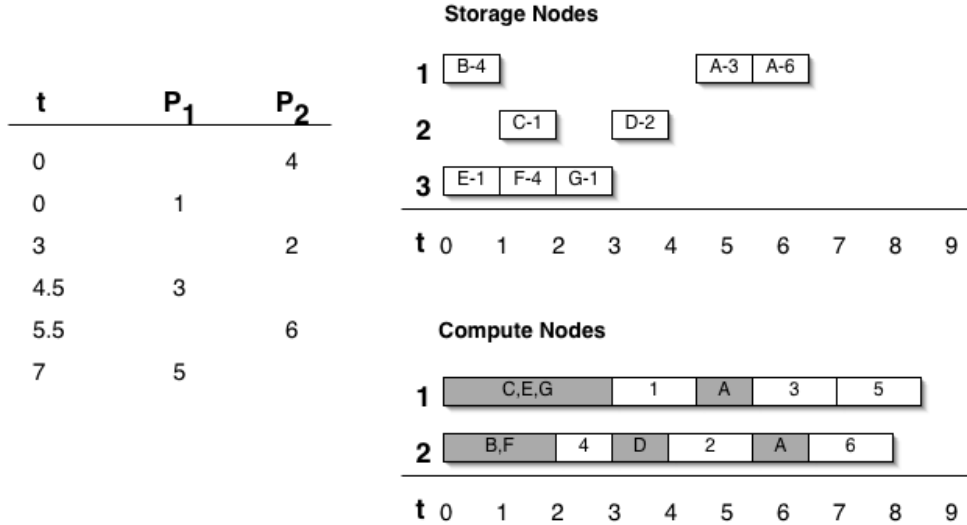 t P1 P2
0 4
0 1
3 2
4.5 3
5.5 6
7 5
Storage Nodes
1 B-4 A-3 A-6
2 C-1 D-2
3 E-1 F-4 G-1
t 0 1 2 3 4 5 6 7 8 9
Compute Nodes
1 C,E,G 1 A 3 5
2 B,F 4 D 2 A 6
t 0 1 2 3 4 5 6 7 8 9